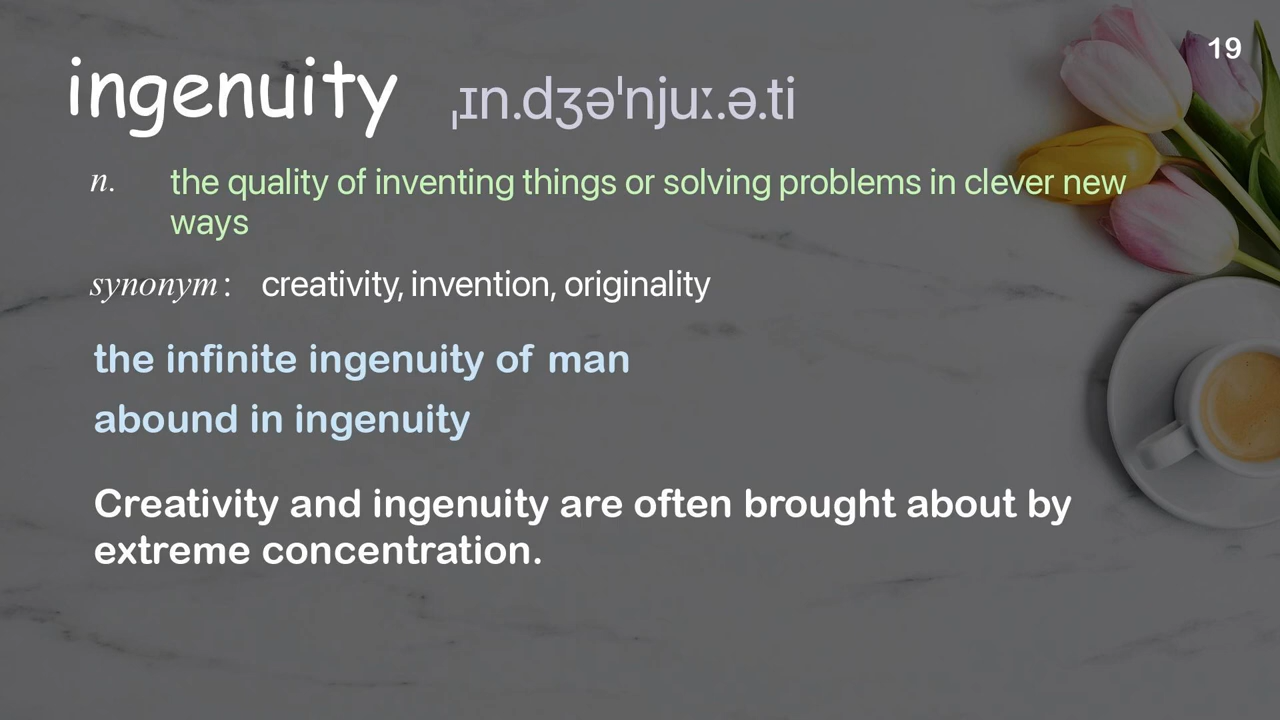 19
ingenuity ˌɪn.dʒəˈnjuː.ə.ti
n. the quality of inventing things or solving problems in clever new
ways
synonym: creativity, invention, originality
the infinite ingenuity of man
abound in ingenuity
Creativity and ingenuity are often brought about by
extreme concentration.